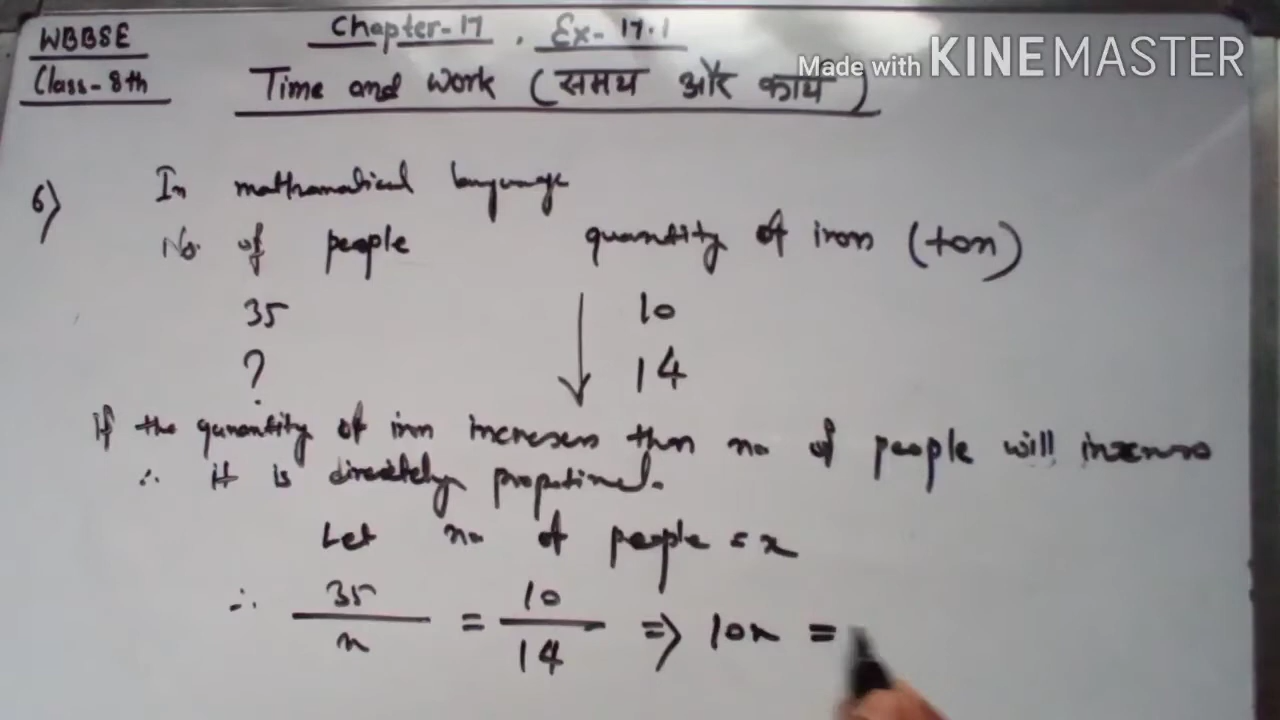 WBBSE
Class-8th
Chapter-17, Ex-17.1
Time and Work (समय और कार्य)
Made with KINEMASTER
6) In mathematical language
No. of people quantity of iron (ton)
35 10
? 14
If the quantity of iron increases then no of people will increase
∴ it is directely propotional.
Let no of people = x
∴ 35/x = 10/14 ⇒ 10x =